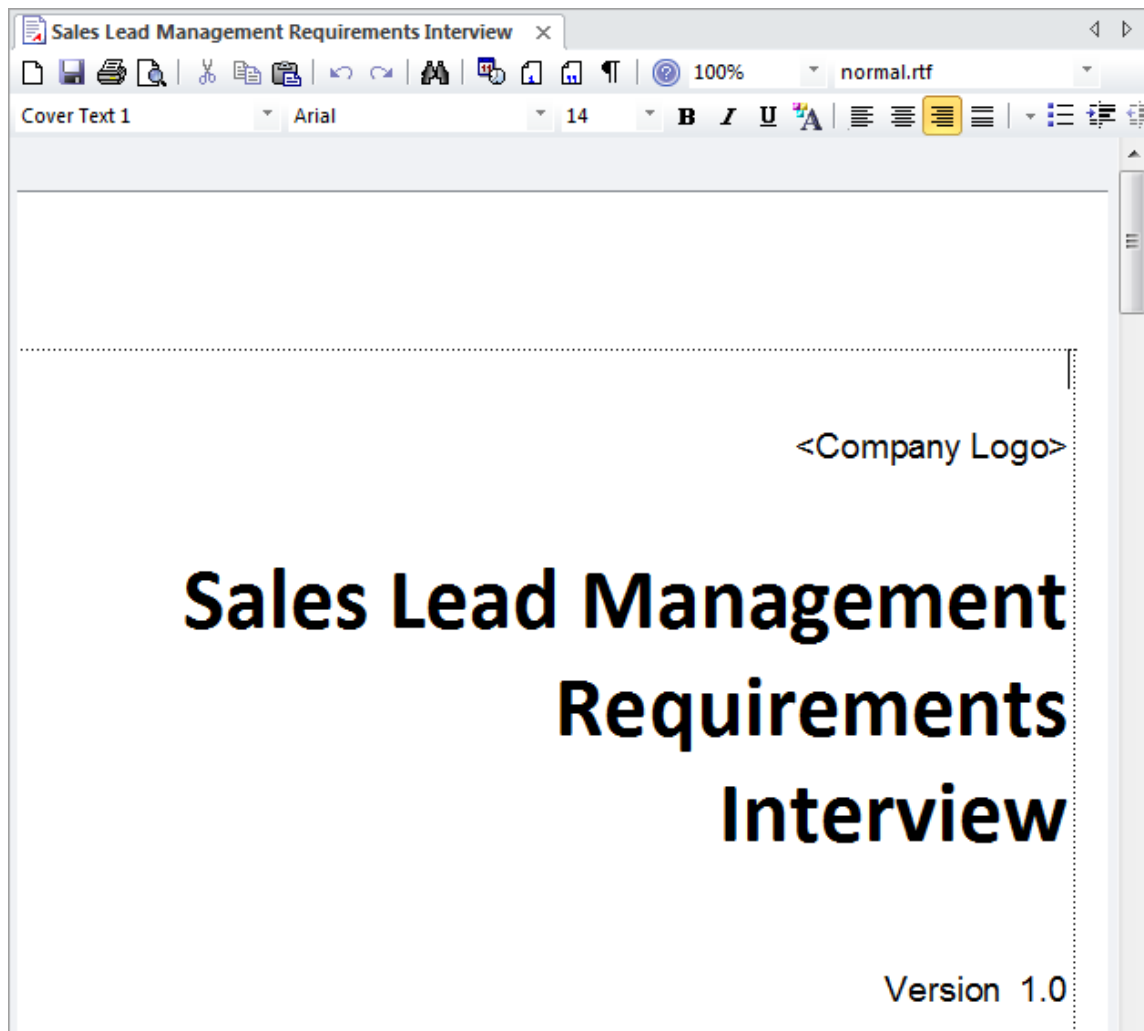 Sales Lead Management Requirements Interview
100% normal.rtf
Cover Text 1 Arial 14 B I U A
<Company Logo>
Sales Lead Management
Requirements
Interview
Version 1.0